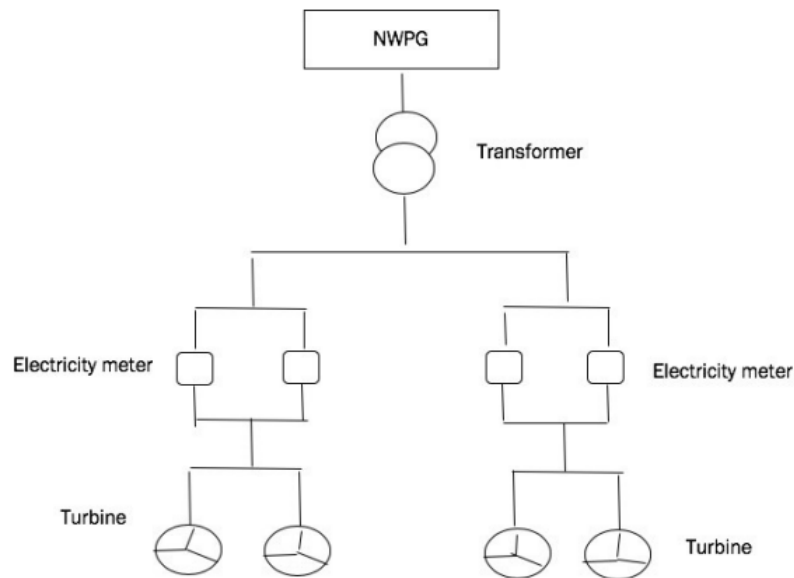 NWPG
Transformer
Electricity meter
Electricity meter
Turbine
Turbine